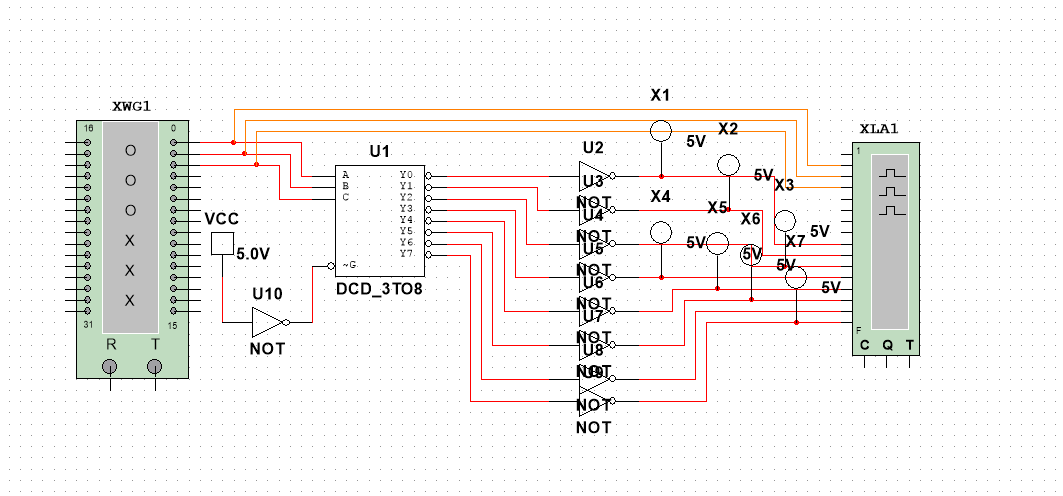 X1
XWG1
X2
XLA1
16
0
5V
1
O
U1
U2
A
Y0
5V
O
B
Y1
U3
X3
C
Y2
X4
NOT
O
Y3
U4
X5
VCC
Y4
X6
5V
X
Y5
NOT
5V
X7
5.0V
Y6
U5
5V
Y7
5V
X
~G
NOT
U6
5V
U10
DCD_3TO8
X
NOT
U7
31
15
F
NOT
R
T
NOT
U8
C
Q
T
NOT
U9
NOT
NOT